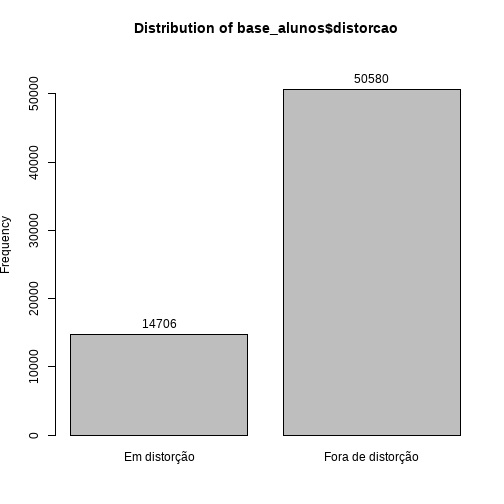 Distribution of base_alunos$distorcao
50580
14706
Frequency
50000
40000
30000
20000
10000
0
Em distorção
Fora de distorção